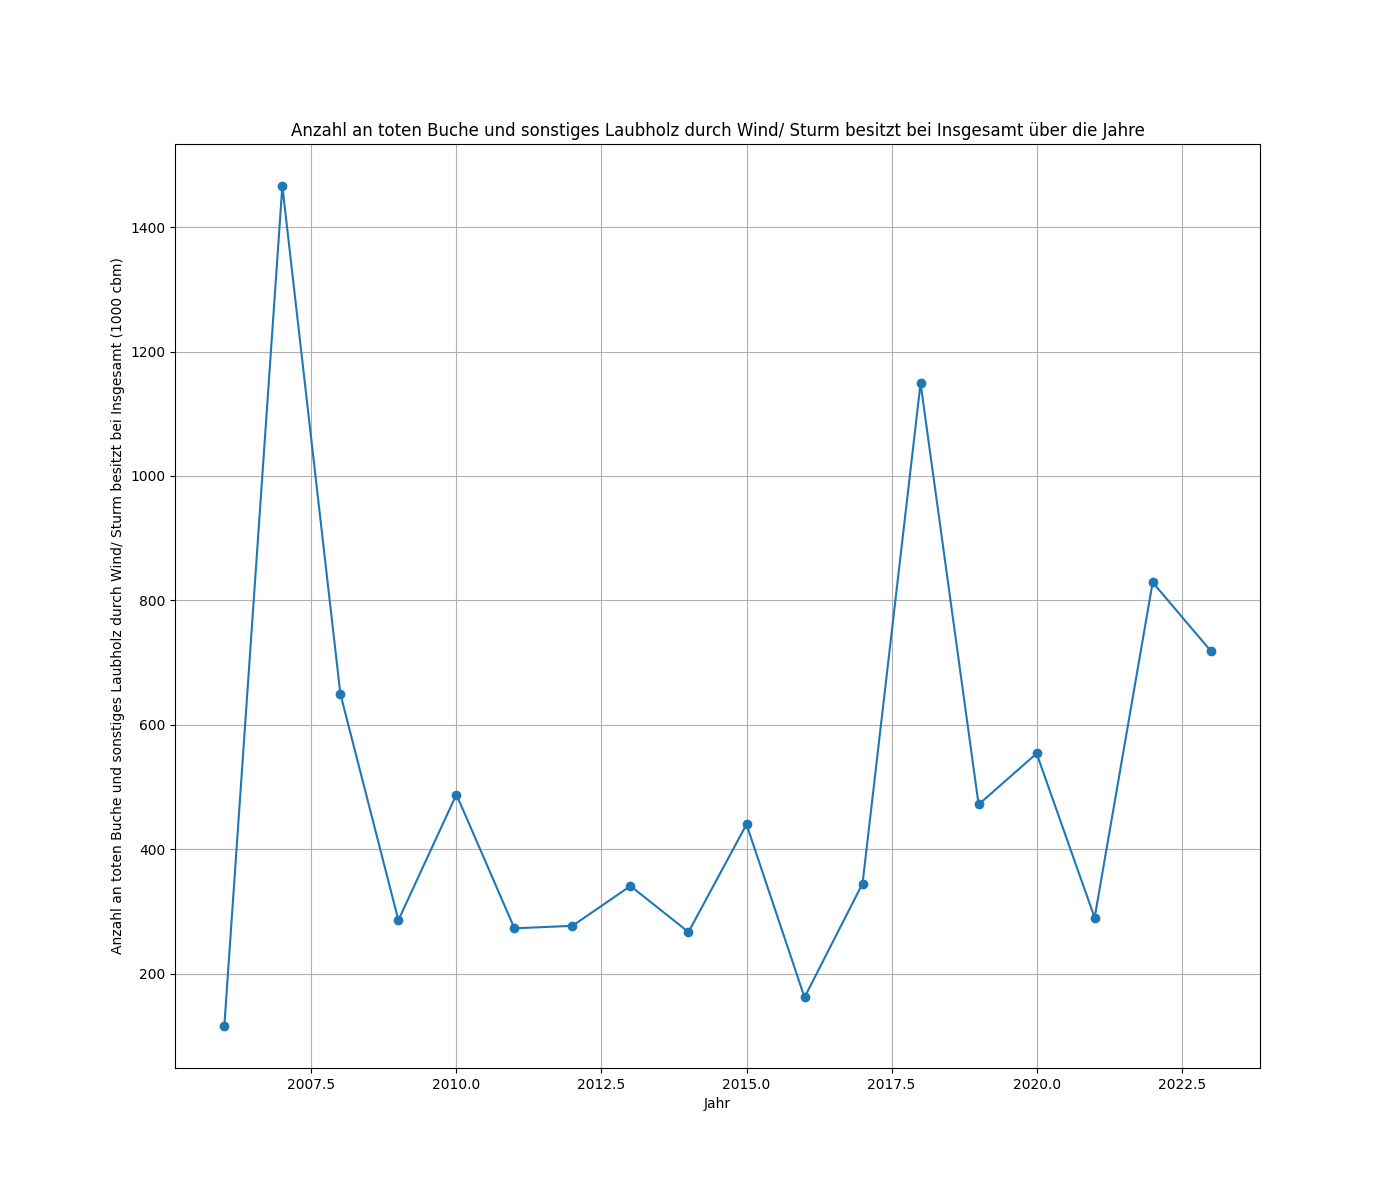 Anzahl an toten Buche und sonstiges Laubholz durch Wind/ Sturm besitzt bei Insgesamt über die Jahre
Anzahl an toten Buche und sonstiges Laubholz durch Wind/ Sturm besitzt bei Insgesamt (1000 cbm)
1400
1200
1000
800
600
400
200
2007.5 2010.0 2012.5 2015.0 2017.5 2020.0 2022.5
Jahr